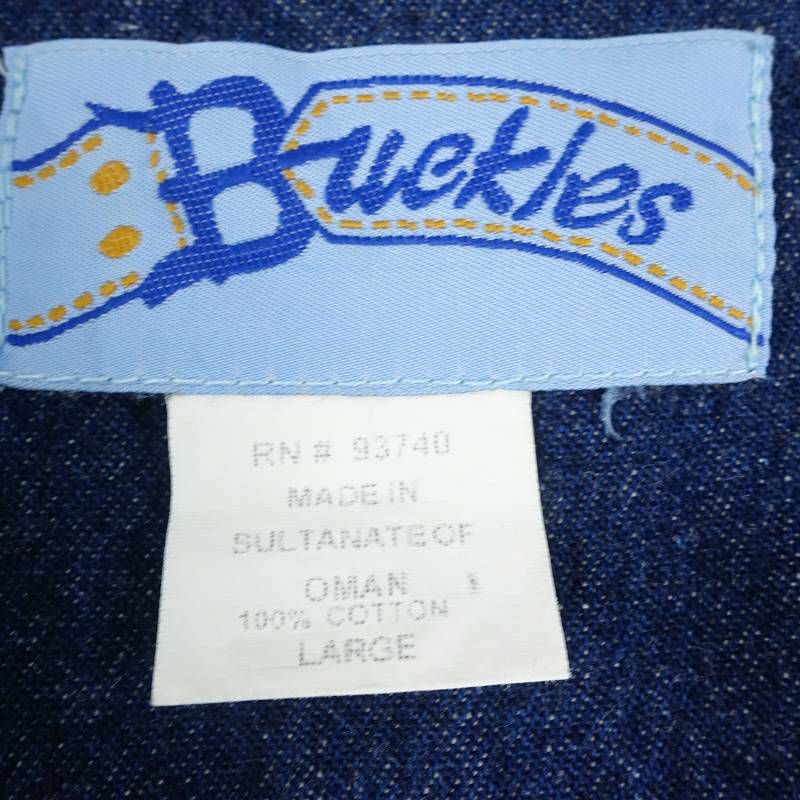 Buckles
RN # 93740
MADE IN
SULTANATE OF
OMAN
100% COTTON
LARGE